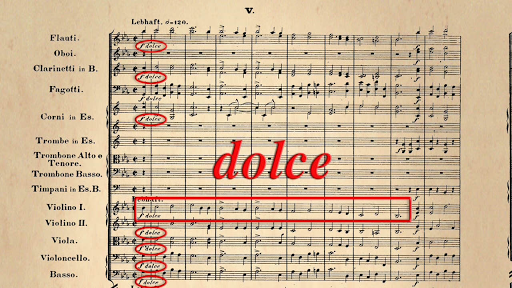 V.
Lebhaft. 𝅗𝅥=120.
Flauti.
f dolce
Oboi.
Clarinetti in B.
f dolce
Fagotti.
f dolce
Corni in Es.
f dolce
Trombe in Es.
Trombone Alto e
Tenore.
Trombone Basso.
Timpani in Es.B.
dolce
Lebhaft.
Violino I.
f dolce
Violino II.
f dolce
Viola.
f dolce
Violoncello.
f dolce
Basso.
f dolce